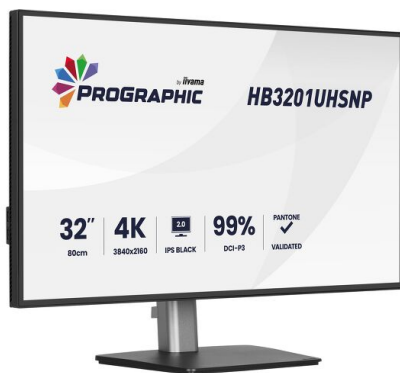 by iiyama
PROGRAPHIC
HB3201UHSNP
32"
80cm
4K
3840x2160
2.0
IPS BLACK
99%
DCI-P3
PANTONE
VALIDATED